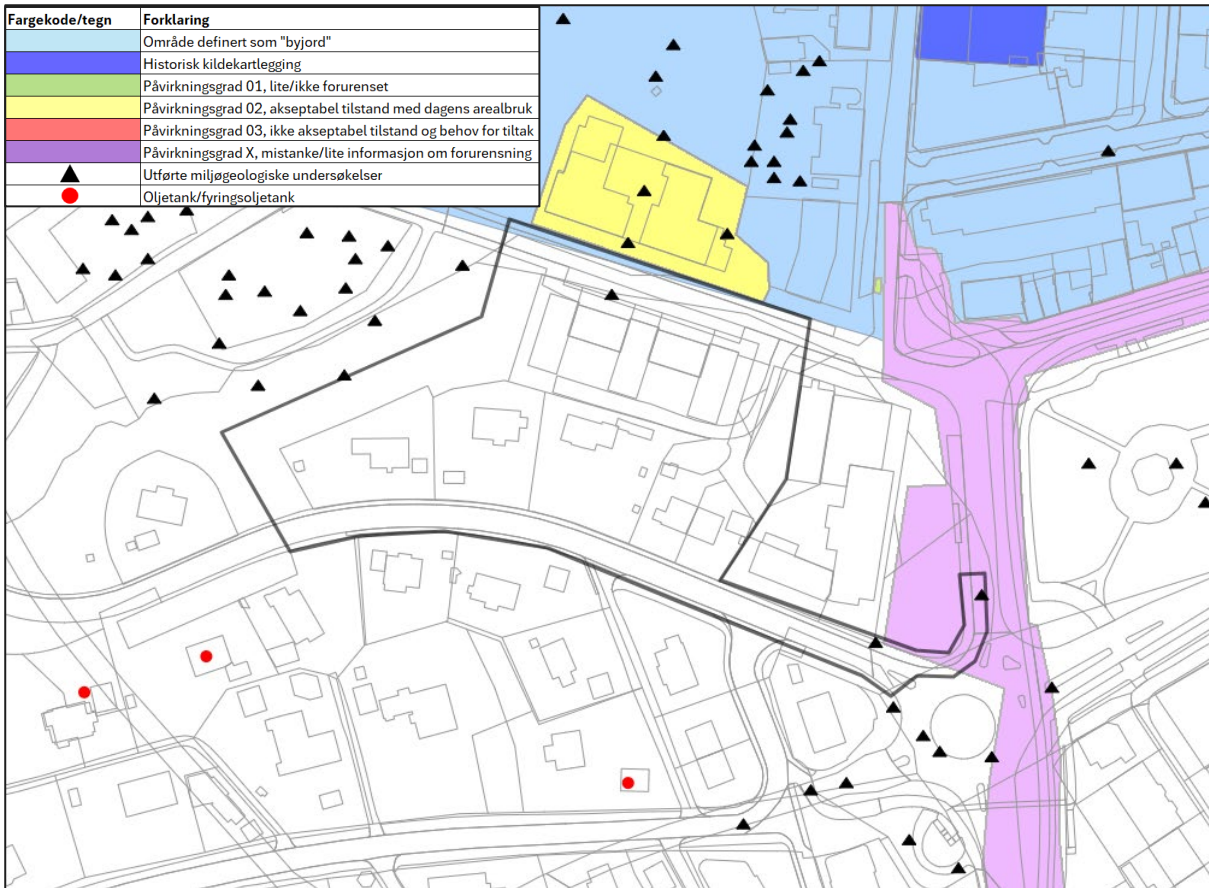 Fargekode/tegn Forklaring
Område definert som "byjord"
Historisk kildekartlegging
Påvirkningsgrad 01, lite/ikke forurenset
Påvirkningsgrad 02, akseptabel tilstand med dagens arealbruk
Påvirkningsgrad 03, ikke akseptabel tilstand og behov for tiltak
Påvirkningsgrad X, mistanke/lite informasjon om forurensning
Utførte miljøgeologiske undersøkelser
Oljetank/fyringsoljetank